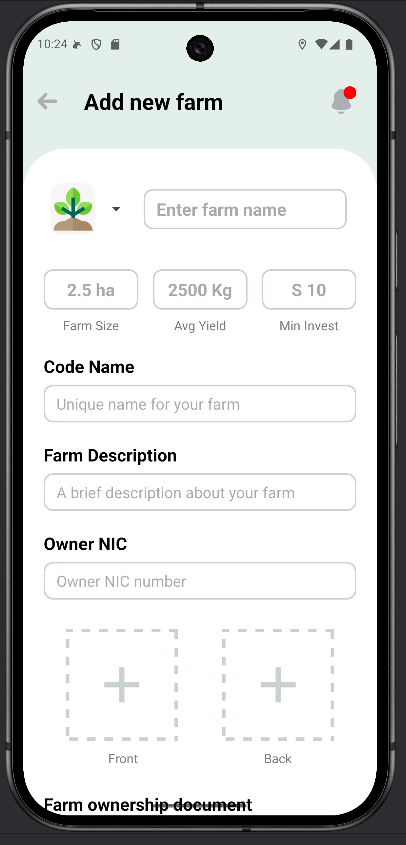 10:24
Add new farm
Enter farm name
2.5 ha
2500 Kg
S 10
Farm Size
Avg Yield
Min Invest
Code Name
Unique name for your farm
Farm Description
A brief description about your farm
Owner NIC
Owner NIC number
Front
Back
Farm ownership document